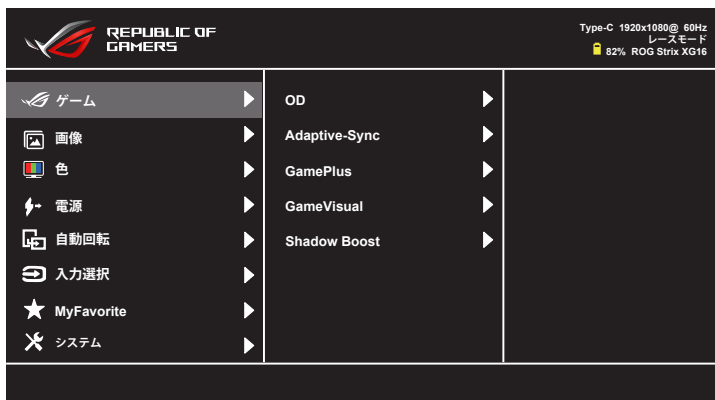 REPUBLIC OF
GAMERS
Type-C 1920x1080@ 60Hz
レースモード
82% ROG Strix XG16
ゲーム
画像
色
電源
自動回転
入力選択
MyFavorite
システム
OD
Adaptive-Sync
GamePlus
GameVisual
Shadow Boost